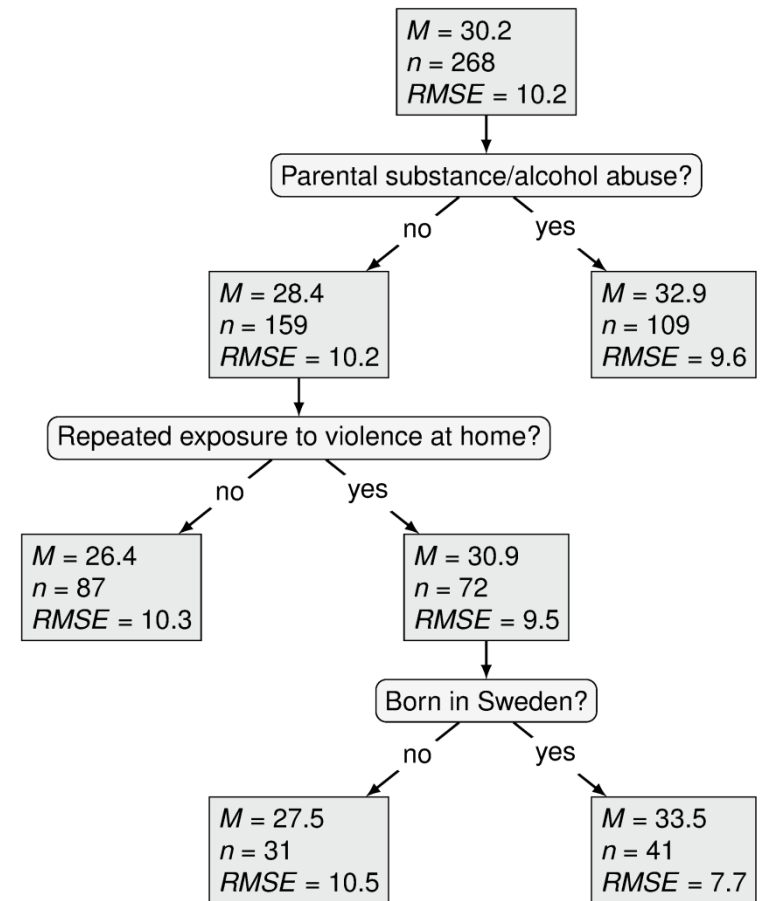 M = 30.2
n = 268
RMSE = 10.2
Parental substance/alcohol abuse?
no
yes
M = 28.4
n = 159
RMSE = 10.2
M = 32.9
n = 109
RMSE = 9.6
Repeated exposure to violence at home?
no
yes
M = 26.4
n = 87
RMSE = 10.3
M = 30.9
n = 72
RMSE = 9.5
Born in Sweden?
no
yes
M = 27.5
n = 31
RMSE = 10.5
M = 33.5
n = 41
RMSE = 7.7